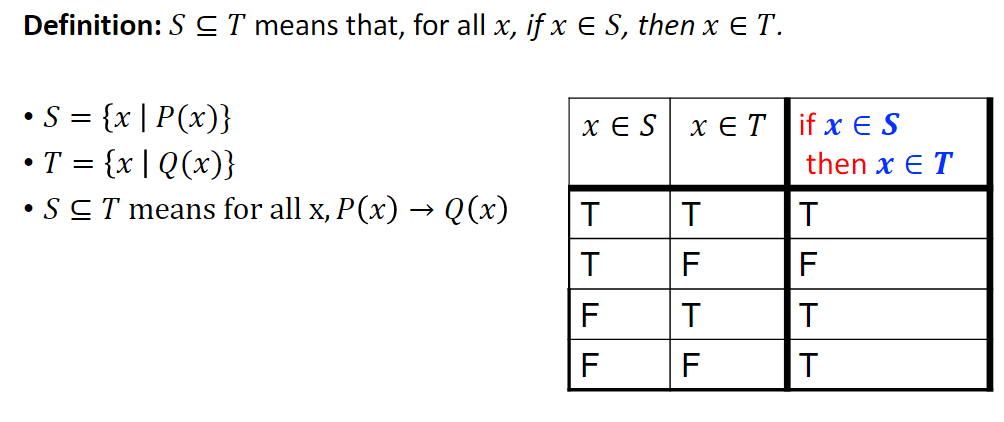 Definition: S ⊆ T means that, for all x, if x ∈ S, then x ∈ T.
• S = {x | P(x)}
• T = {x | Q(x)}
• S ⊆ T means for all x, P(x) → Q(x)
x ∈ S x ∈ T if x ∈ S
then x ∈ T
T T T
T F F
F T T
F F T